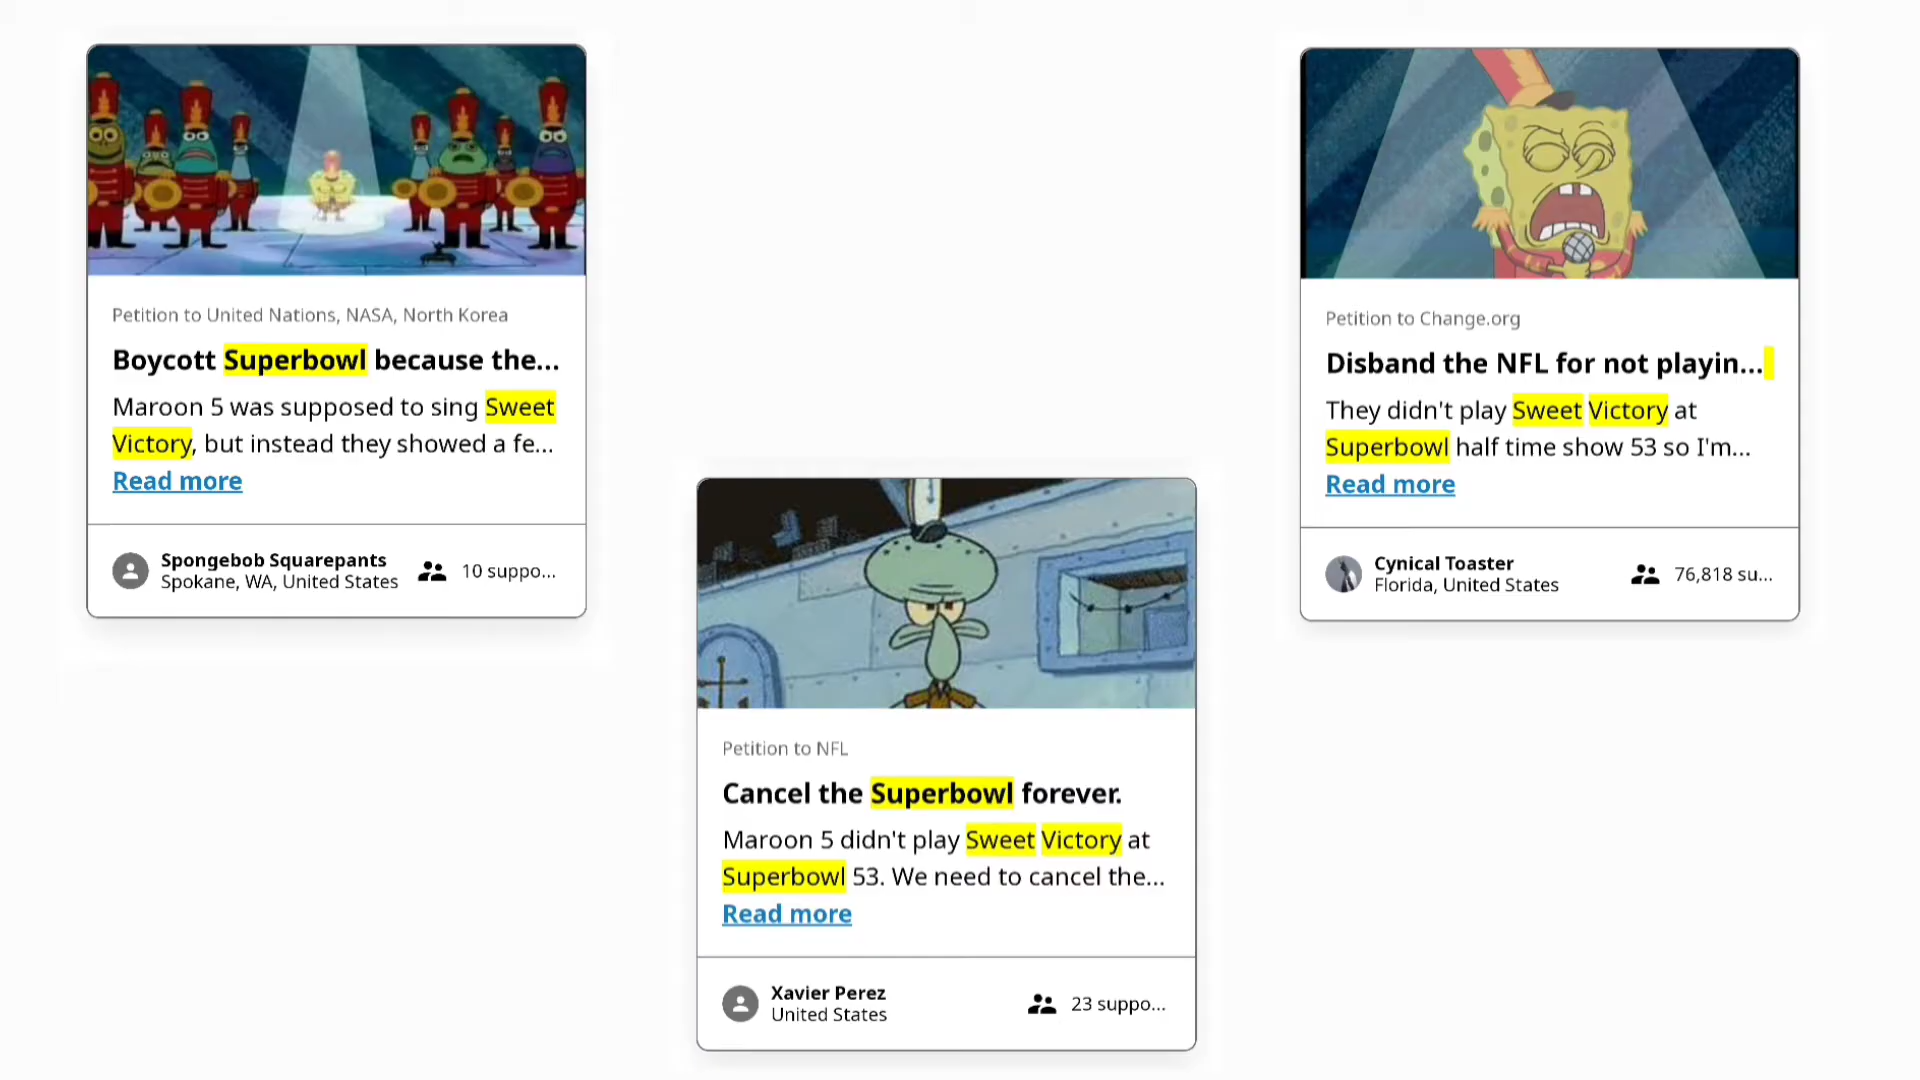 Petition to United Nations, NASA, North Korea
Boycott Superbowl because the...
Maroon 5 was supposed to sing Sweet
Victory, but instead they showed a fe...
Read more
Spongebob Squarepants
Spokane, WA, United States
10 suppo...
Petition to NFL
Cancel the Superbowl forever.
Maroon 5 didn't play Sweet Victory at
Superbowl 53. We need to cancel the...
Read more
Xavier Perez
United States
23 suppo...
Petition to Change.org
Disband the NFL for not playin...
They didn't play Sweet Victory at
Superbowl half time show 53 so I'm...
Read more
Cynical Toaster
Florida, United States
76,818 su...